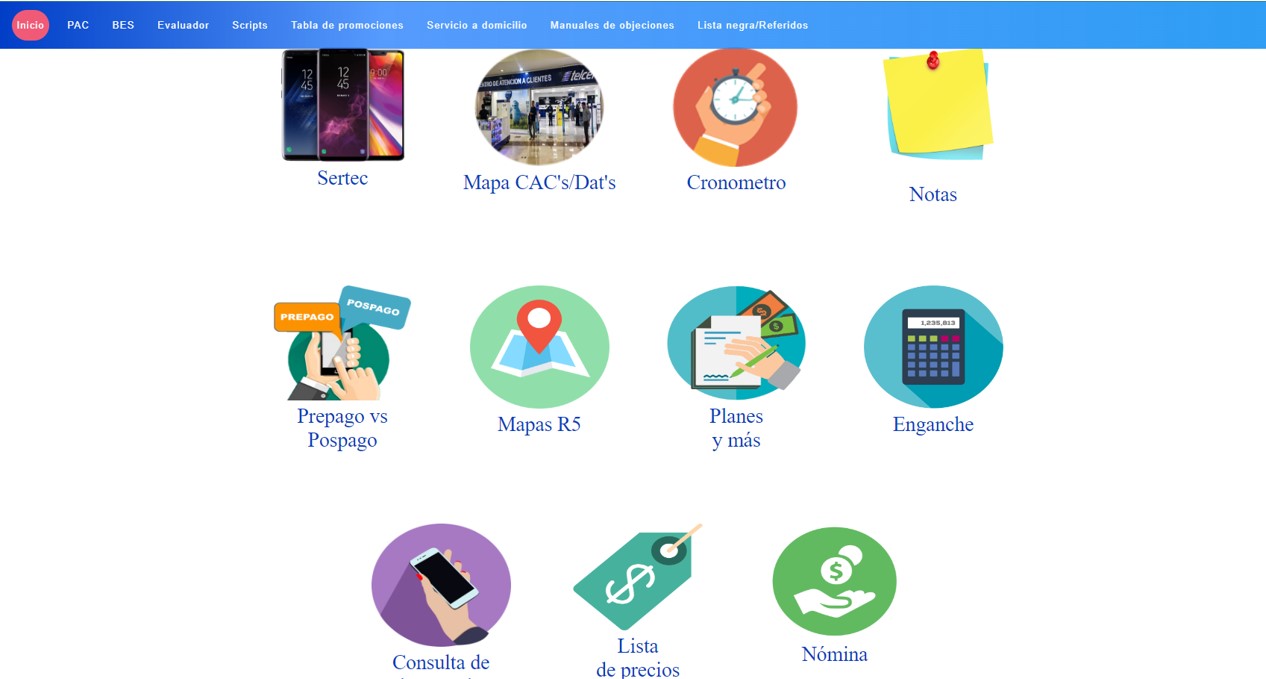 Inicio PAC BES Evaluador Scripts Tabla de promociones Servicio a domicilio Manuales de objeciones Lista negra/Referidos
12
45
12
45
9:00
CENTRO DE ATENCION A CLIENTES telcel
Sertec
Mapa CAC's/Dat's
Cronometro
Notas
PREPAGO
POSPAGO
1,235,813
Prepago vs
Pospago
Mapas R5
Planes
y más
Enganche
Consulta de
Lista
de precios
Nómina